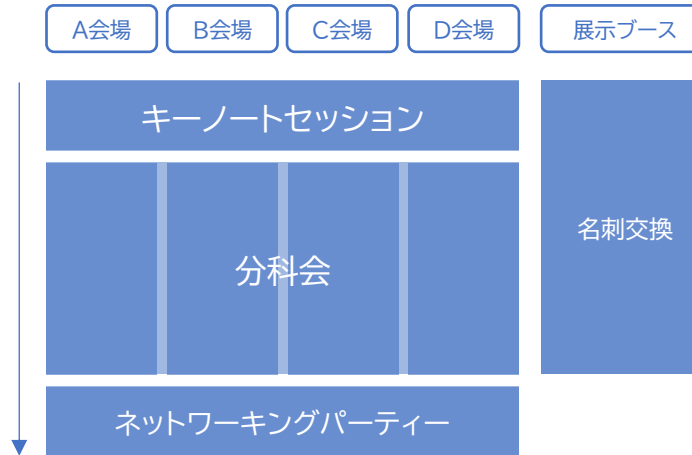 A会場
B会場
C会場
D会場
展示ブース
キーノートセッション
分科会
名刺交換
ネットワーキングパーティー